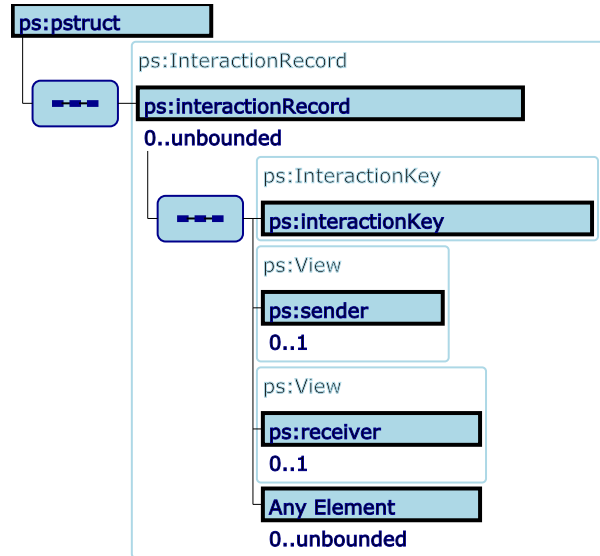 ps:pstruct
ps:InteractionRecord
ps:interactionRecord
0..unbounded
ps:InteractionKey
ps:interactionKey
ps:View
ps:sender
0..1
ps:View
ps:receiver
0..1
Any Element
0..unbounded